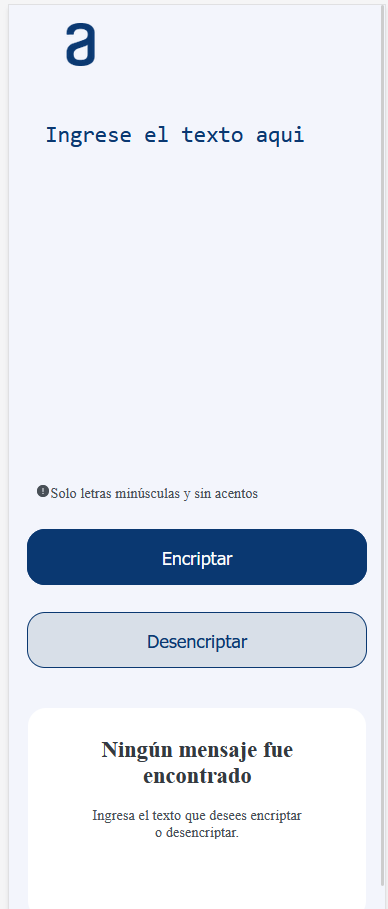 a
Ingrese el texto aqui
Solo letras minúsculas y sin acentos
Encriptar
Desencriptar
Ningún mensaje fue
encontrado
Ingresa el texto que desees encriptar
o desencriptar.